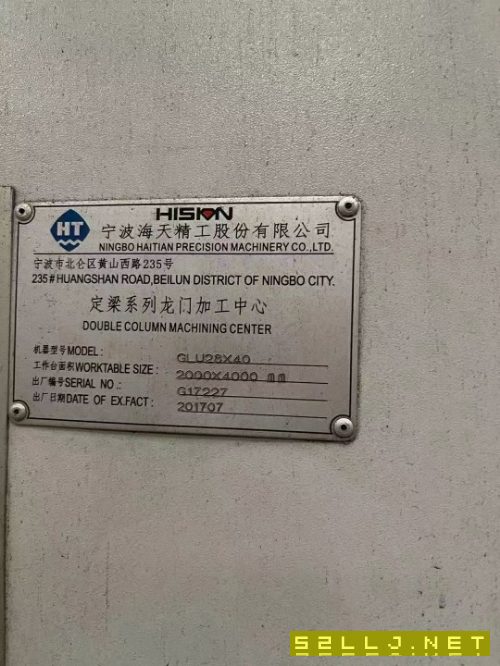 HISION
HT
宁波海天精工股份有限公司
NINGBO HAITIAN PRECISION MACHINERY CO.,LTD.
宁波市北仑区黄山西路235号
235#HUANGSHAN ROAD,BEILUN DISTRICT OF NINGBO CITY.
定梁系列龙门加工中心
DOUBLE COLUMN MACHINING CENTER
机器型号MODEL: GLU28X40
工作台面积WORKTABLE SIZE: 2000X4000 mm
出厂编号SERIAL NO.: G17227
出厂日期DATE OF EX.FACT: 201707
52LLJ.NET